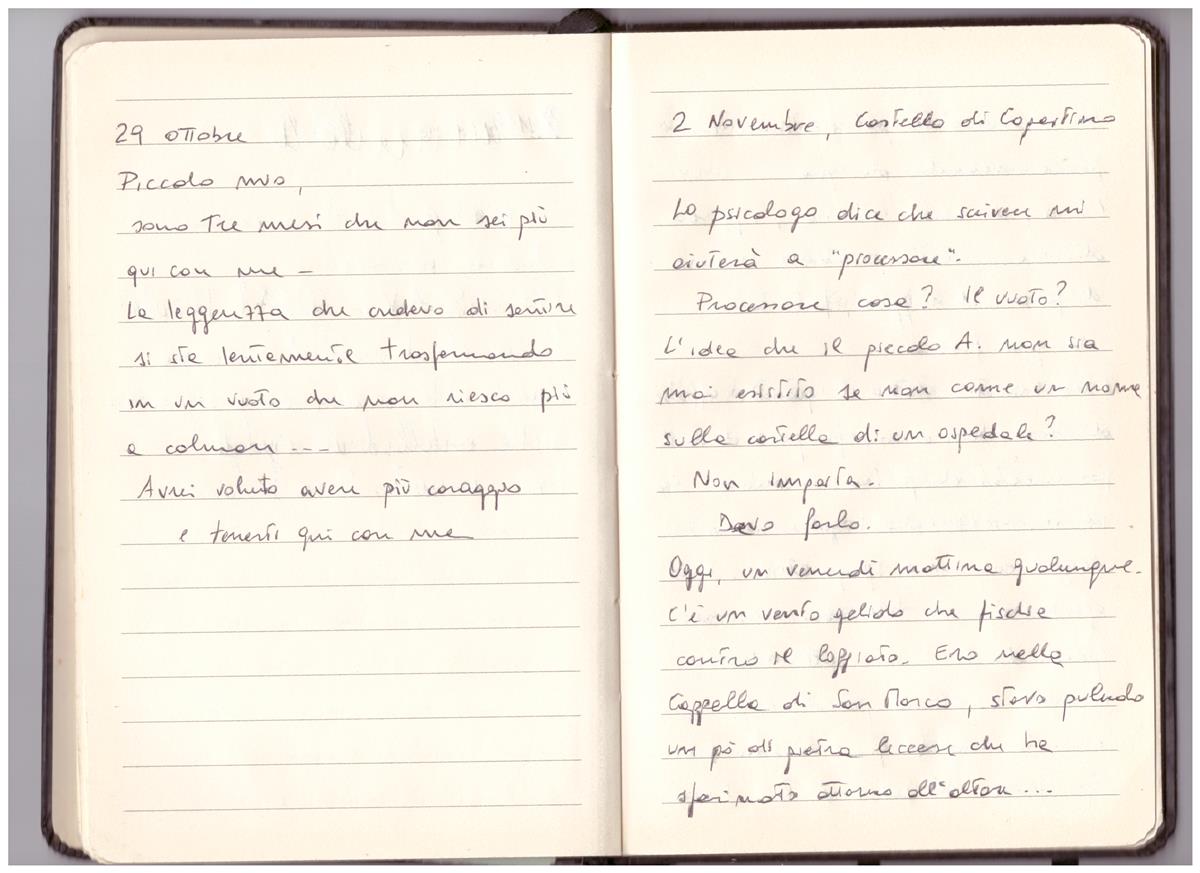 29 ottobre
Piccolo mio,
sono tre mesi che non sei più
qui con me –
La leggerezza che credevo di sentire
si sta lentamente trasformando
in un vuoto che non riesco più
a colmare ...
Avrei voluto avere più coraggio
e tenerti qui con me
2 Novembre, Castello di Copertino
Lo psicologo dice che scrivere mi
aiuterà a "processare".
Processare cosa? Il vuoto?
L'idea che il piccolo A. non sia
mai esistito se non come un nome
sulla cartella di un ospedale?
Non importa.
Devo farlo.
Oggi, un venerdì mattina qualunque.
C'è un vento gelido che fischia
contro il loggiato. Ero nella
Cappella di San Marco, stavo pulendo
un pò di pietra leccese che ha
sfarinato attorno all'altare ...